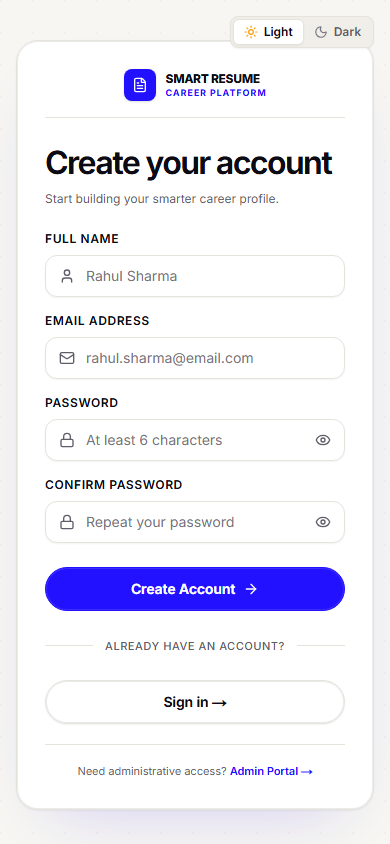 Light
Dark
SMART RESUME
CAREER PLATFORM
Create your account
Start building your smarter career profile.
FULL NAME
Rahul Sharma
EMAIL ADDRESS
rahul.sharma@email.com
PASSWORD
At least 6 characters
CONFIRM PASSWORD
Repeat your password
Create Account →
ALREADY HAVE AN ACCOUNT?
Sign in →
Need administrative access? Admin Portal →